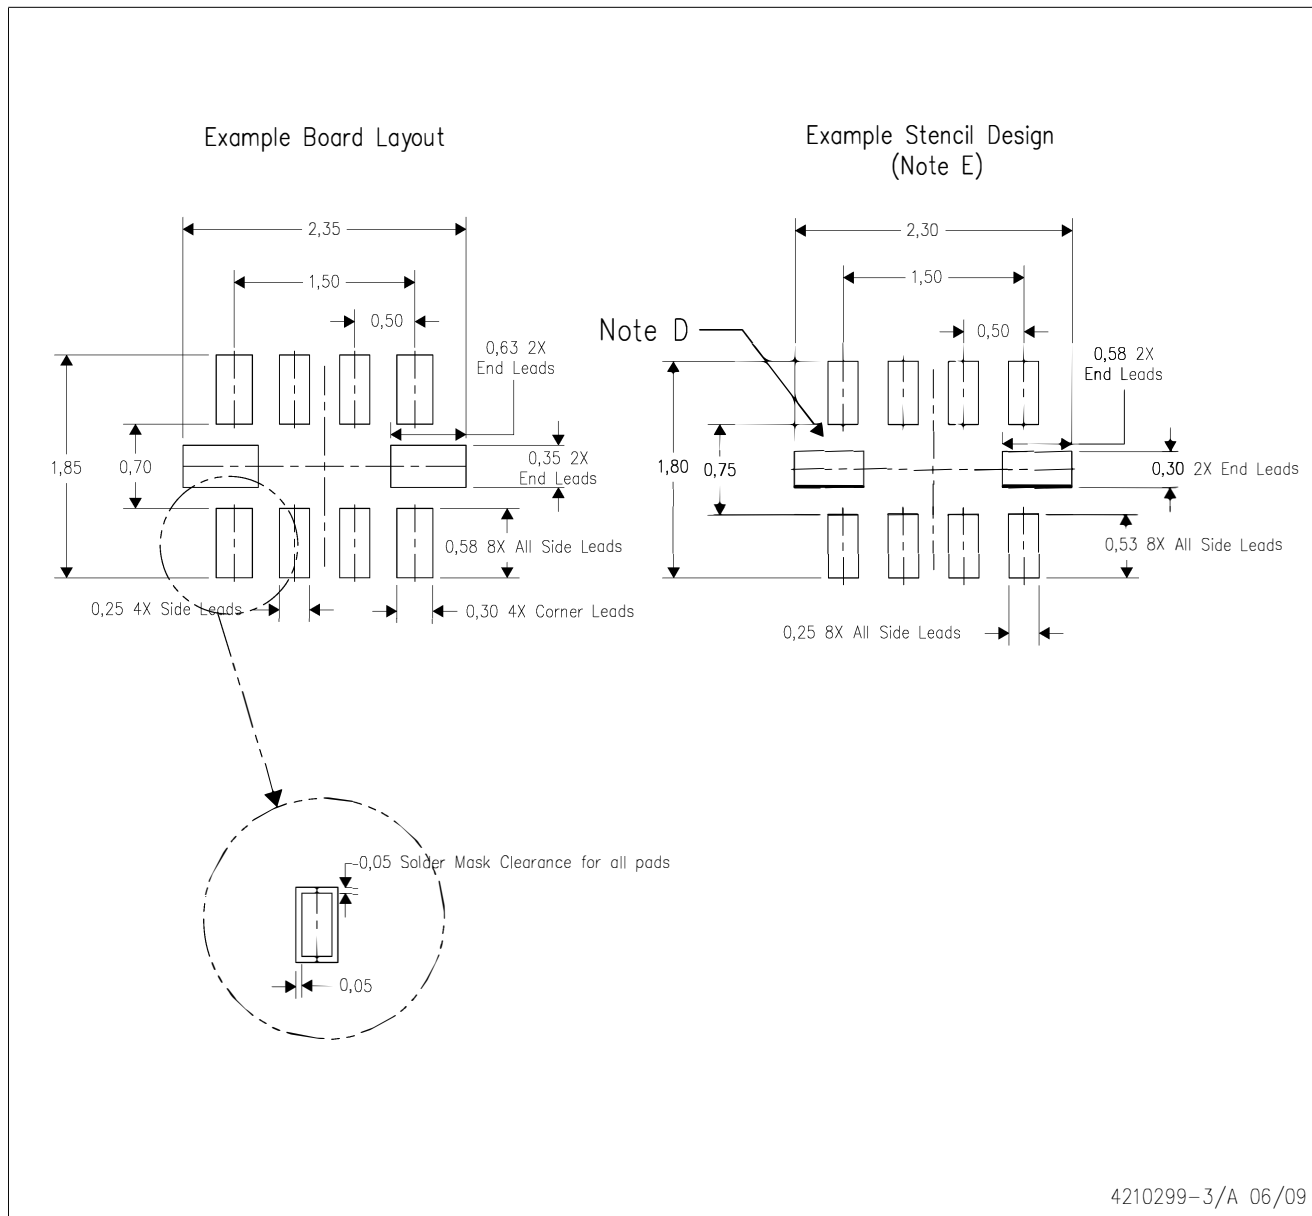 Example Board Layout
2,35
1,50
0,50
0,63 2X
End Leads
1,85
0,70
0,35 2X
End Leads
0,58 8X All Side Leads
0,25 4X Side Leads
0,30 4X Corner Leads
0,05 Solder Mask Clearance for all pads
0,05
Example Stencil Design
(Note E)
2,30
1,50
Note D
0,50
0,58 2X
End Leads
1,80
0,75
0,30 2X End Leads
0,53 8X All Side Leads
0,25 8X All Side Leads
4210299-3/A 06/09